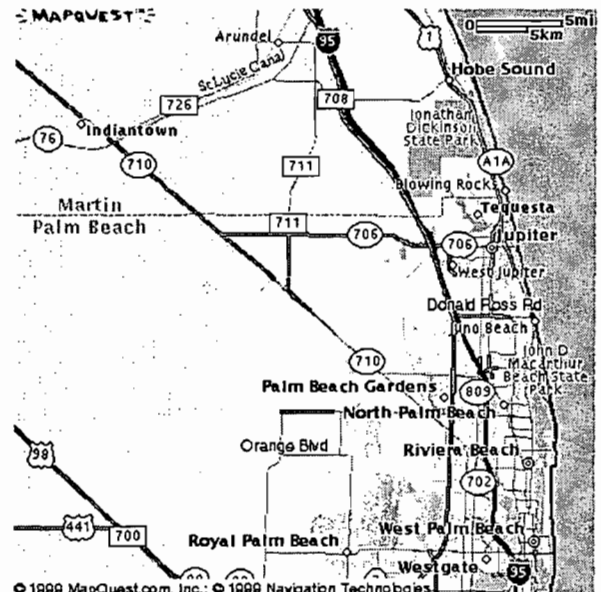 MAPQUEST
0 5mi
5km
Arundel
95
1
St Lucie Canal
Hobe Sound
726
708
Jonathan
Dickinson
State Park
Indiantown
76
710
711
A1A
Blowing Rocks
Martin
Tequesta
Palm Beach
711
706
706
Jupiter
West Jupiter
Donald Ross Rd
Juno Beach
John D
Macarthur
Beach State
Park
710
Palm Beach Gardens
809
North Palm Beach
Orange Blvd
Riviera Beach
98
702
441
700
West Palm Beach
Royal Palm Beach
Westgate
95
© 1999 MapQuest.com, Inc.; © 1999 Navigation Technologies